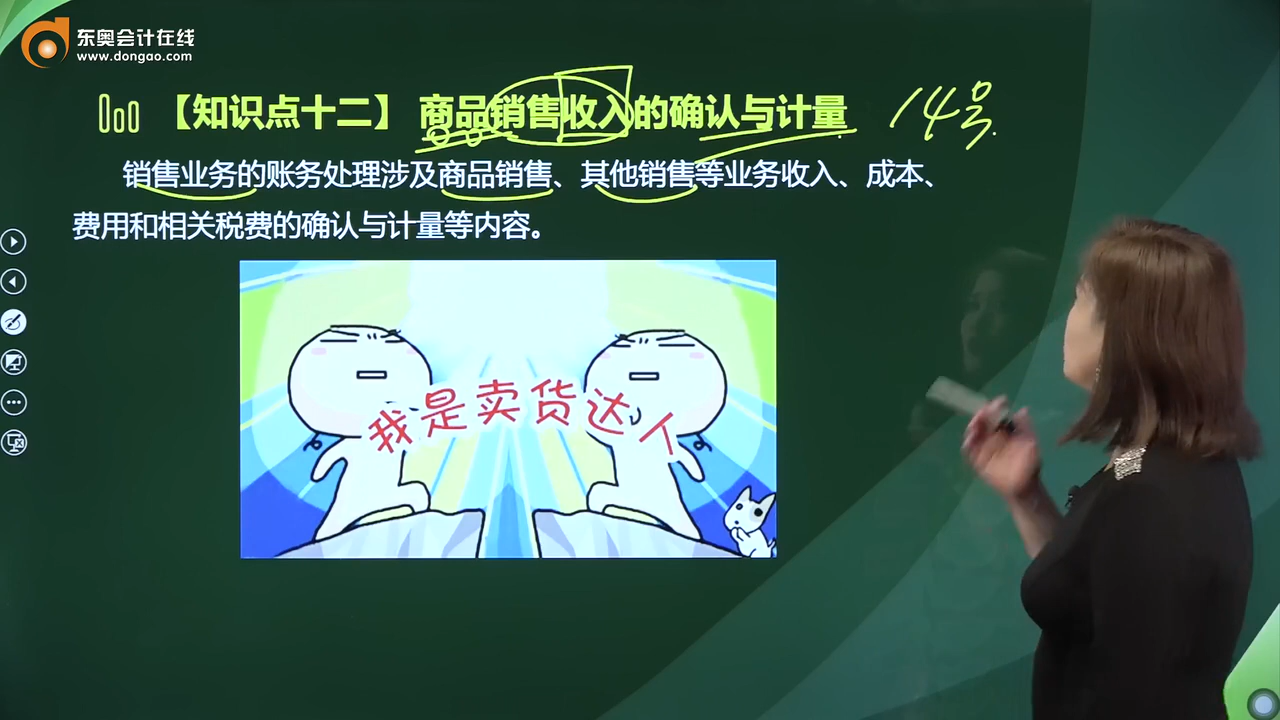 东奥会计在线
www.dongao.com
【知识点十二】 商品销售收入的确认与计量 14号
销售业务的账务处理涉及商品销售、其他销售等业务收入、成本、
费用和相关税费的确认与计量等内容。
我是卖货达人